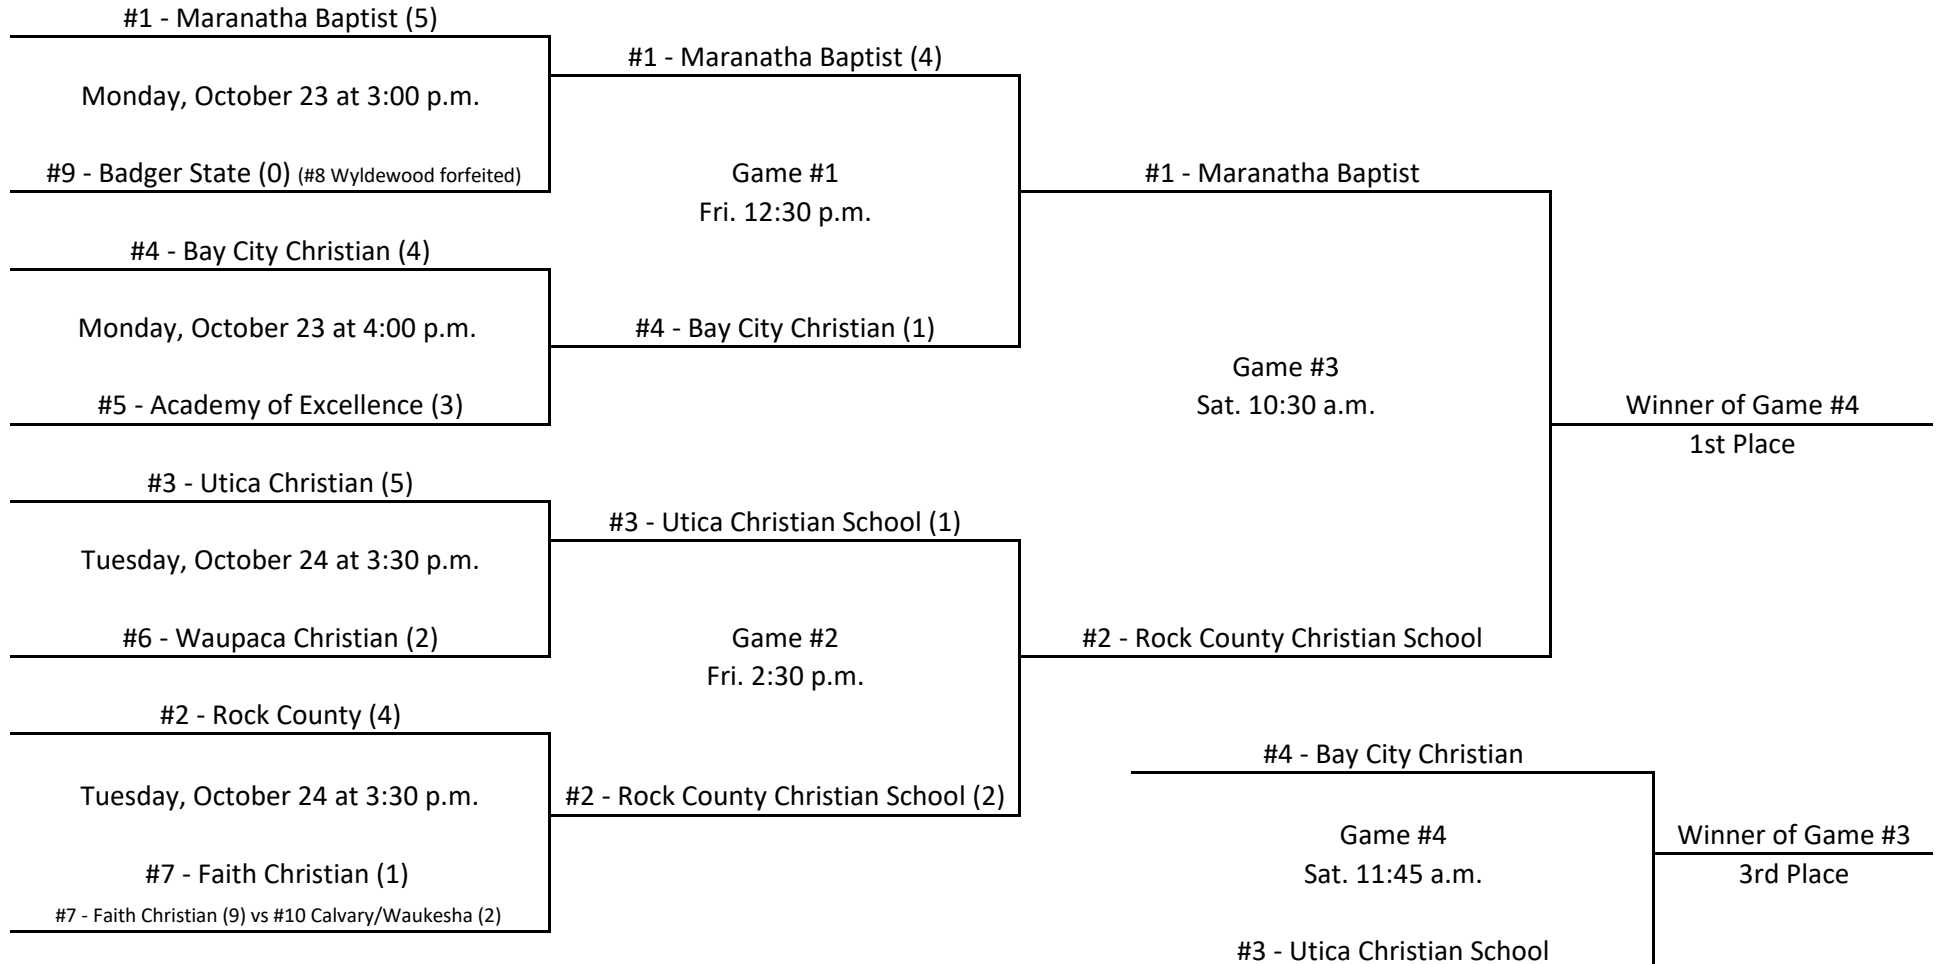 #1 - Maranatha Baptist (5)
Monday, October 23 at 3:00 p.m.
#9 - Badger State (0) (#8 Wyldewood forfeited)
#4 - Bay City Christian (4)
Monday, October 23 at 4:00 p.m.
#5 - Academy of Excellence (3)
#3 - Utica Christian (5)
Tuesday, October 24 at 3:30 p.m.
#6 - Waupaca Christian (2)
#2 - Rock County (4)
Tuesday, October 24 at 3:30 p.m.
#7 - Faith Christian (1)
#7 - Faith Christian (9) vs #10 Calvary/Waukesha (2)
#1 - Maranatha Baptist (4)
Game #1
Fri. 12:30 p.m.
#4 - Bay City Christian (1)
#3 - Utica Christian School (1)
Game #2
Fri. 2:30 p.m.
#2 - Rock County Christian School (2)
#1 - Maranatha Baptist
Game #3
Sat. 10:30 a.m.
#2 - Rock County Christian School
Winner of Game #4
1st Place
#4 - Bay City Christian
Game #4
Sat. 11:45 a.m.
#3 - Utica Christian School
Winner of Game #3
3rd Place